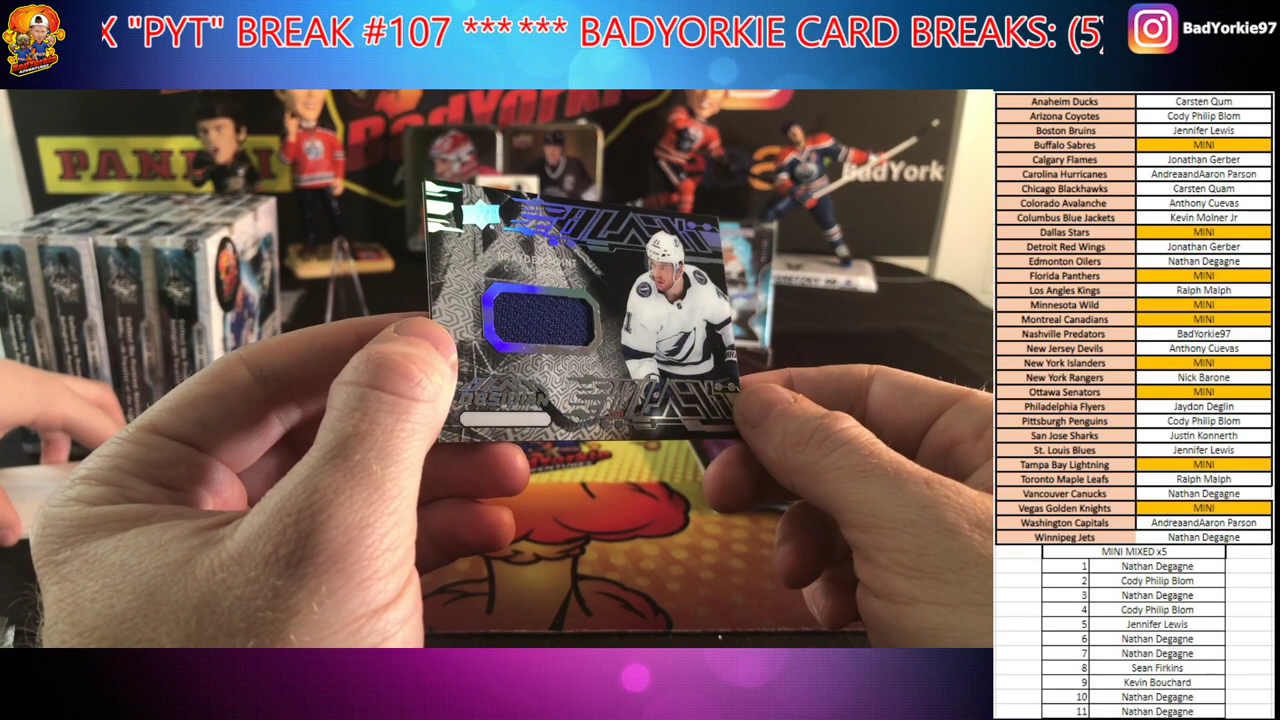 X "PYT" BREAK #107 ****** BADYORKIE CARD BREAKS: (5)
BadYorkie97
PANINI
BadYork
OBSIDIAN
Anaheim Ducks Carsten Qum
Arizona Coyotes Cody Philip Blom
Boston Bruins Jennifer Lewis
Buffalo Sabres MINI
Calgary Flames Jonathan Gerber
Carolina Hurricanes AndreaandAaron Parson
Chicago Blackhawks Carsten Quam
Colorado Avalanche Anthony Cuevas
Columbus Blue Jackets Kevin Molner Jr
Dallas Stars MINI
Detroit Red Wings Jonathan Gerber
Edmonton Oilers Nathan Degagne
Florida Panthers MINI
Los Angles Kings Ralph Malph
Minnesota Wild MINI
Montreal Canadians MINI
Nashville Predators BadYorkie97
New Jersey Devils Anthony Cuevas
New York Islanders MINI
New York Rangers Nick Barone
Ottawa Senators MINI
Philadelphia Flyers Jaydon Deglin
Pittsburgh Penguins Cody Philip Blom
San Jose Sharks Justin Konnerth
St. Louis Blues Jennifer Lewis
Tampa Bay Lightning MINI
Toronto Maple Leafs Ralph Malph
Vancouver Canucks Nathan Degagne
Vegas Golden Knights MINI
Washington Capitals AndreaandAaron Parson
Winnipeg Jets Nathan Degagne
MINI MIXED x5
1 Nathan Degagne
2 Cody Philip Blom
3 Nathan Degagne
4 Cody Philip Blom
5 Jennifer Lewis
6 Nathan Degagne
7 Nathan Degagne
8 Sean Firkins
9 Kevin Bouchard
10 Nathan Degagne
11 Nathan Degagne